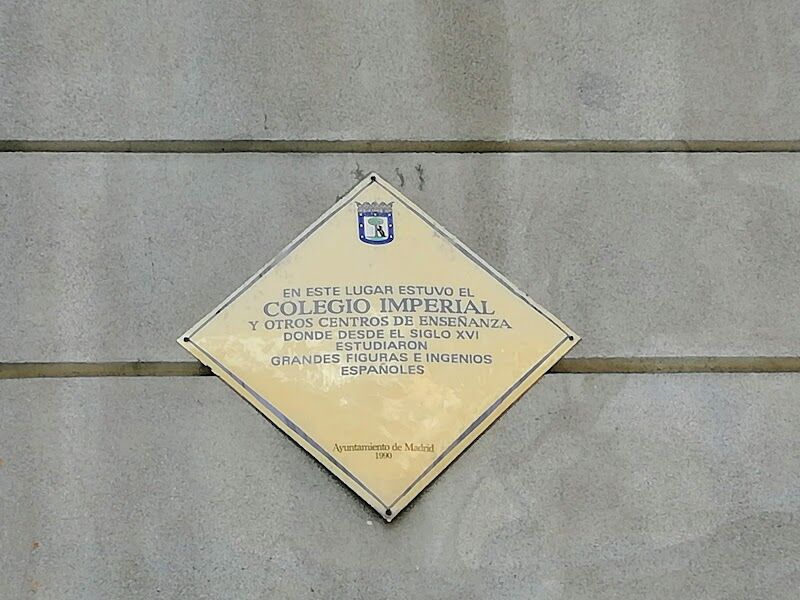 EN ESTE LUGAR ESTUVO EL
COLEGIO IMPERIAL
Y OTROS CENTROS DE ENSEÑANZA
DONDE DESDE EL SIGLO XVI
ESTUDIARON
GRANDES FIGURAS E INGENIOS
ESPAÑOLES
Ayuntamiento de Madrid
1990